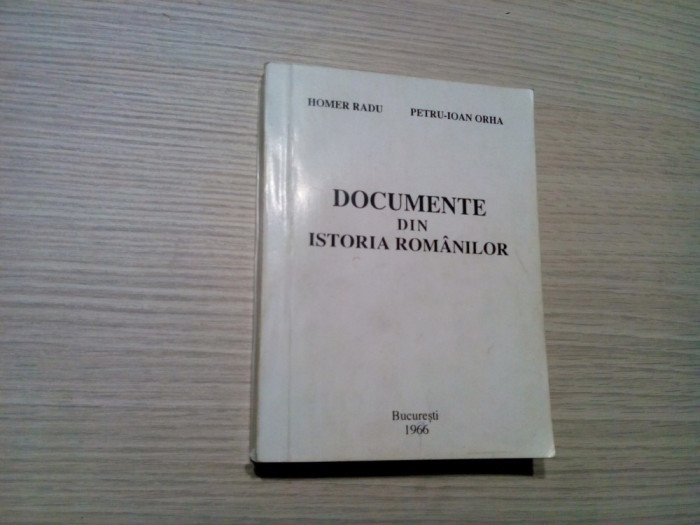 HOMER RADU PETRU-IOAN ORHA
DOCUMENTE
DIN
ISTORIA ROMÂNILOR
București
1966